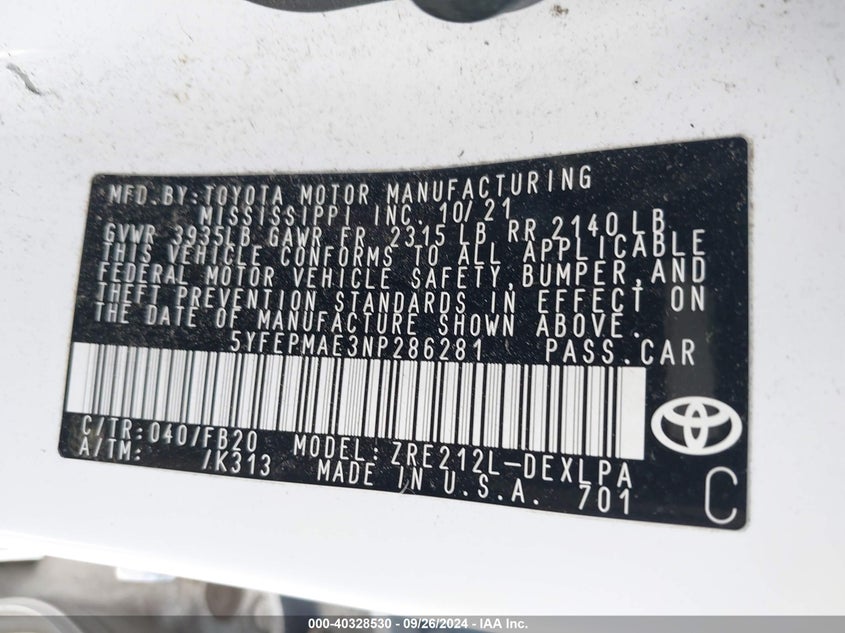 MFD.BY:TOYOTA MOTOR MANUFACTURING
MISSISSIPPI INC. 10/21
GVWR 3935LB GAWR FR 2315 LB RR 2140 LB
THIS VEHICLE CONFORMS TO ALL APPLICABLE
FEDERAL MOTOR VEHICLE SAFETY,BUMPER,AND
THEFT PREVENTION STANDARDS IN EFFECT ON
THE DATE OF MANUFACTURE SHOWN ABOVE.
5YFEPMAE3NP286281 PASS.CAR
C/TR:040/FB20 MODEL:ZRE212L-DEXLPA
A/TM: /K313 MADE IN U.S.A. 701 C
000-40328530 - 09/26/2024 - IAA Inc.